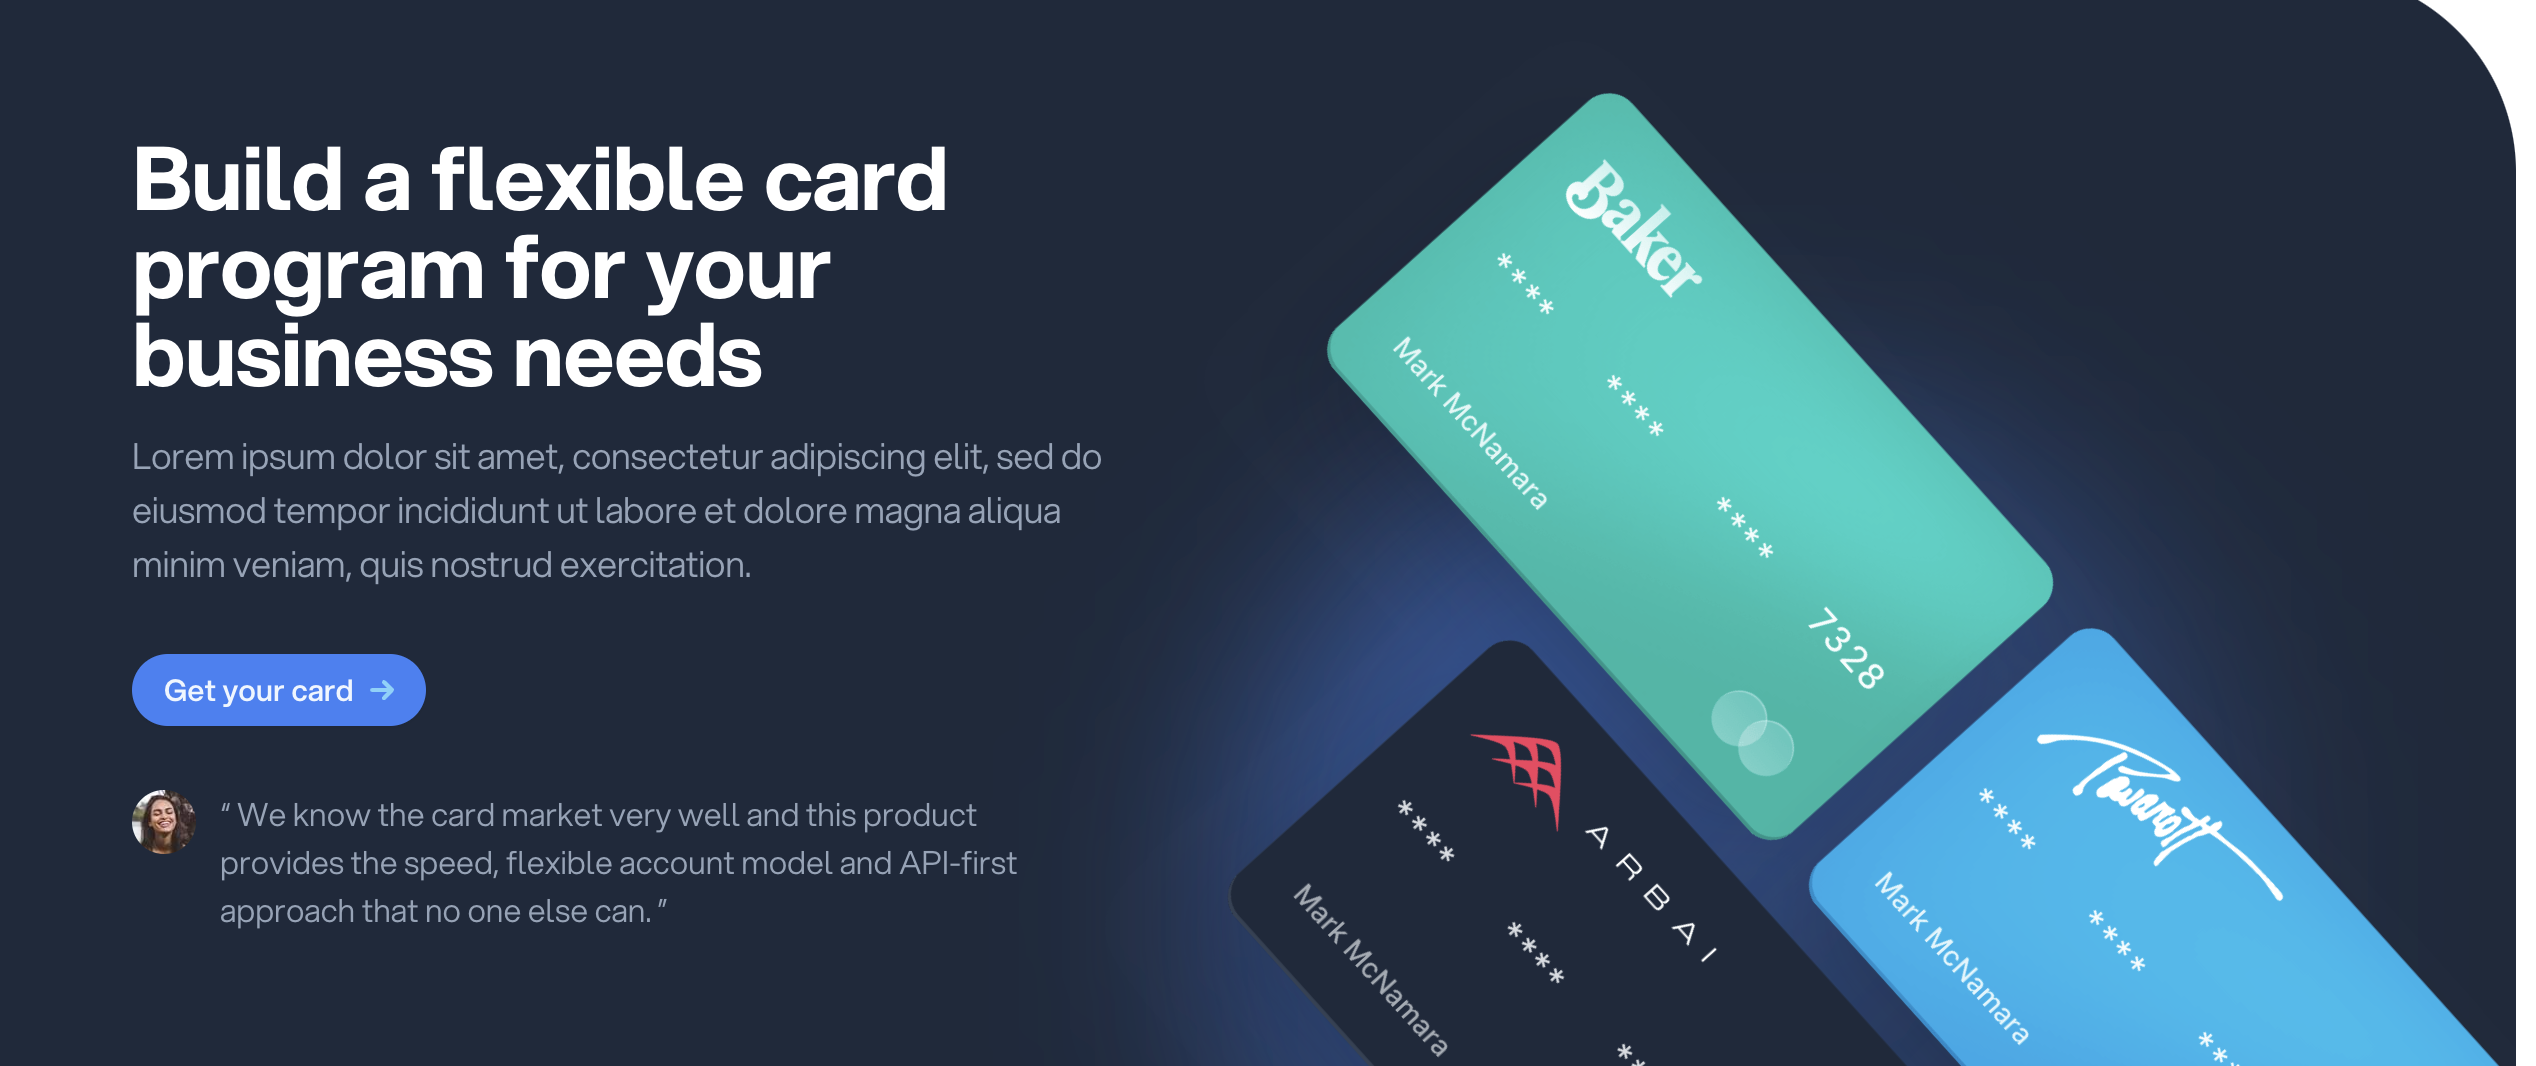 Build a flexible card
program for your
business needs
Lorem ipsum dolor sit amet, consectetur adipiscing elit, sed do
eiusmod tempor incididunt ut labore et dolore magna aliqua
minim veniam, quis nostrud exercitation.
Get your card →
“ We know the card market very well and this product
provides the speed, flexible account model and API-first
approach that no one else can. ”
Baker
**** **** **** 7328
Mark McNamara
ARBAI
**** **** **
Mark McNamara
**** **** ***
Mark McNamara